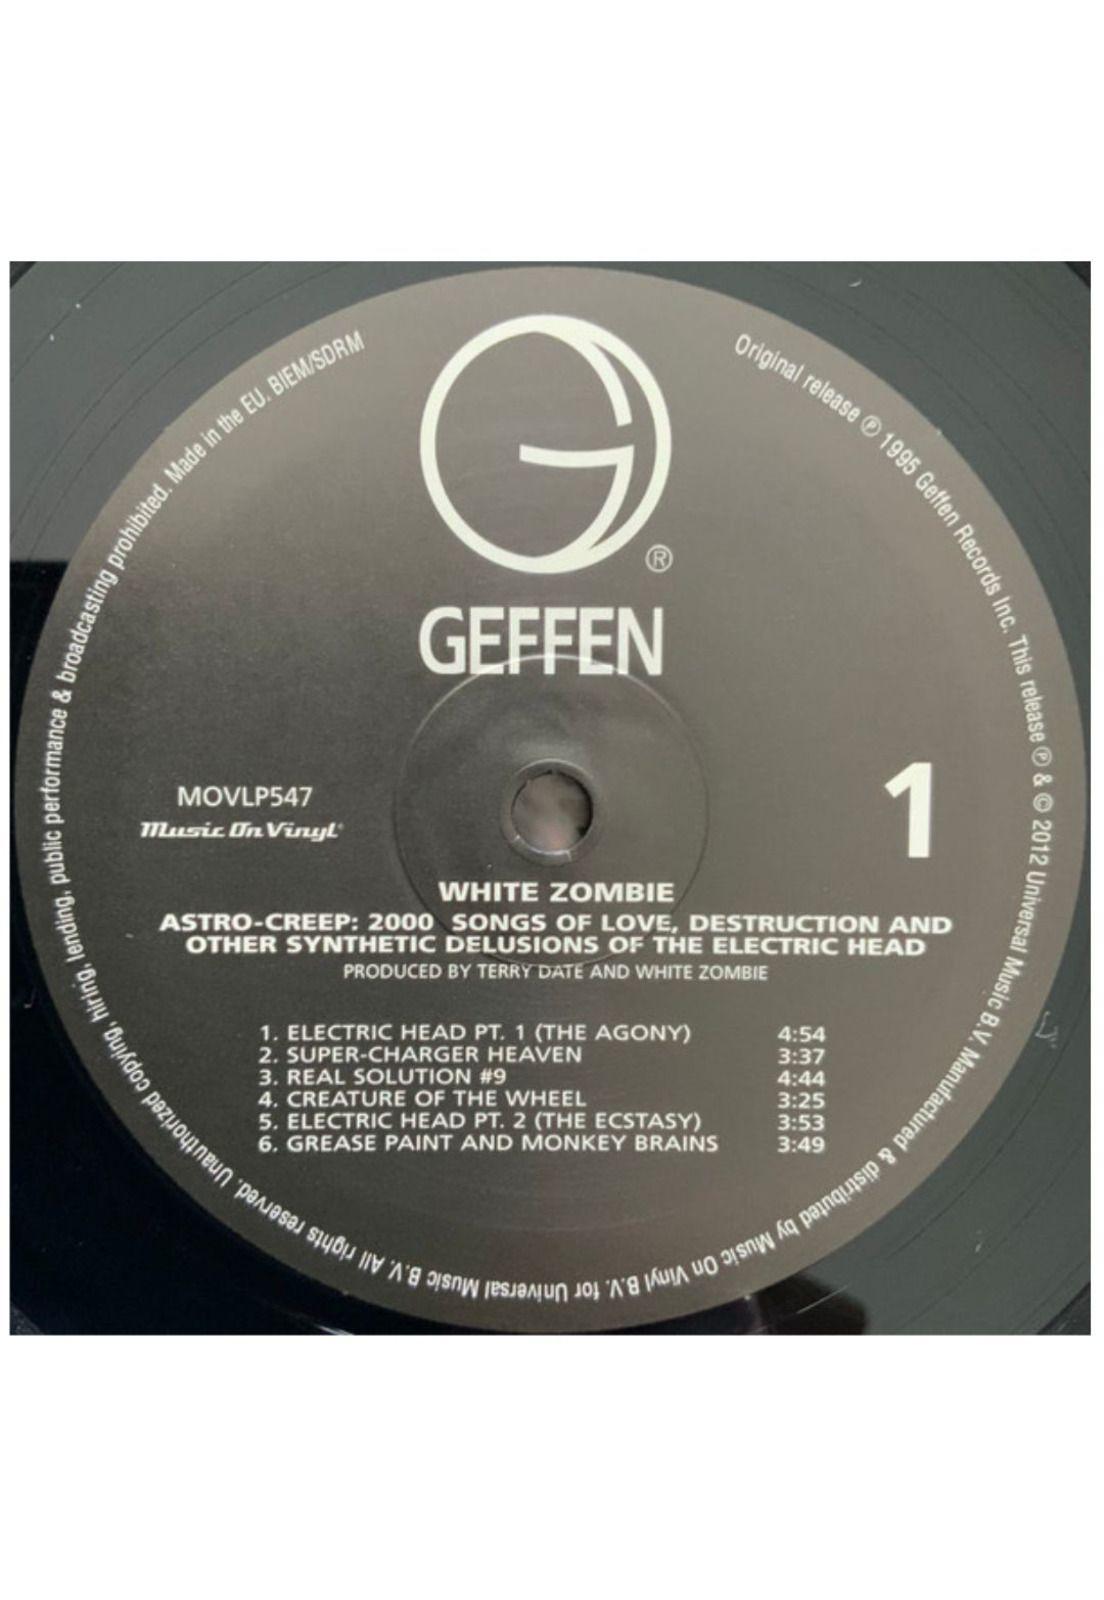 ®
GEFFEN
1
MOVLP547
Music On Vinyl®
WHITE ZOMBIE
ASTRO-CREEP: 2000 SONGS OF LOVE, DESTRUCTION AND
OTHER SYNTHETIC DELUSIONS OF THE ELECTRIC HEAD
PRODUCED BY TERRY DATE AND WHITE ZOMBIE
1. ELECTRIC HEAD PT. 1 (THE AGONY) 4:54
2. SUPER-CHARGER HEAVEN 3:37
3. REAL SOLUTION #9 4:44
4. CREATURE OF THE WHEEL 3:25
5. ELECTRIC HEAD PT. 2 (THE ECSTASY) 3:53
6. GREASE PAINT AND MONKEY BRAINS 3:49
Original release ℗ 1995 Geffen Records Inc. This release ℗ & © 2012 Universal Music B.V. Manufactured & distributed by Music On Vinyl B.V. for Universal Music B.V. All rights reserved. Unauthorized copying, hiring, lending, public performance & broadcasting prohibited. Made in the EU. BIEM/SDRM